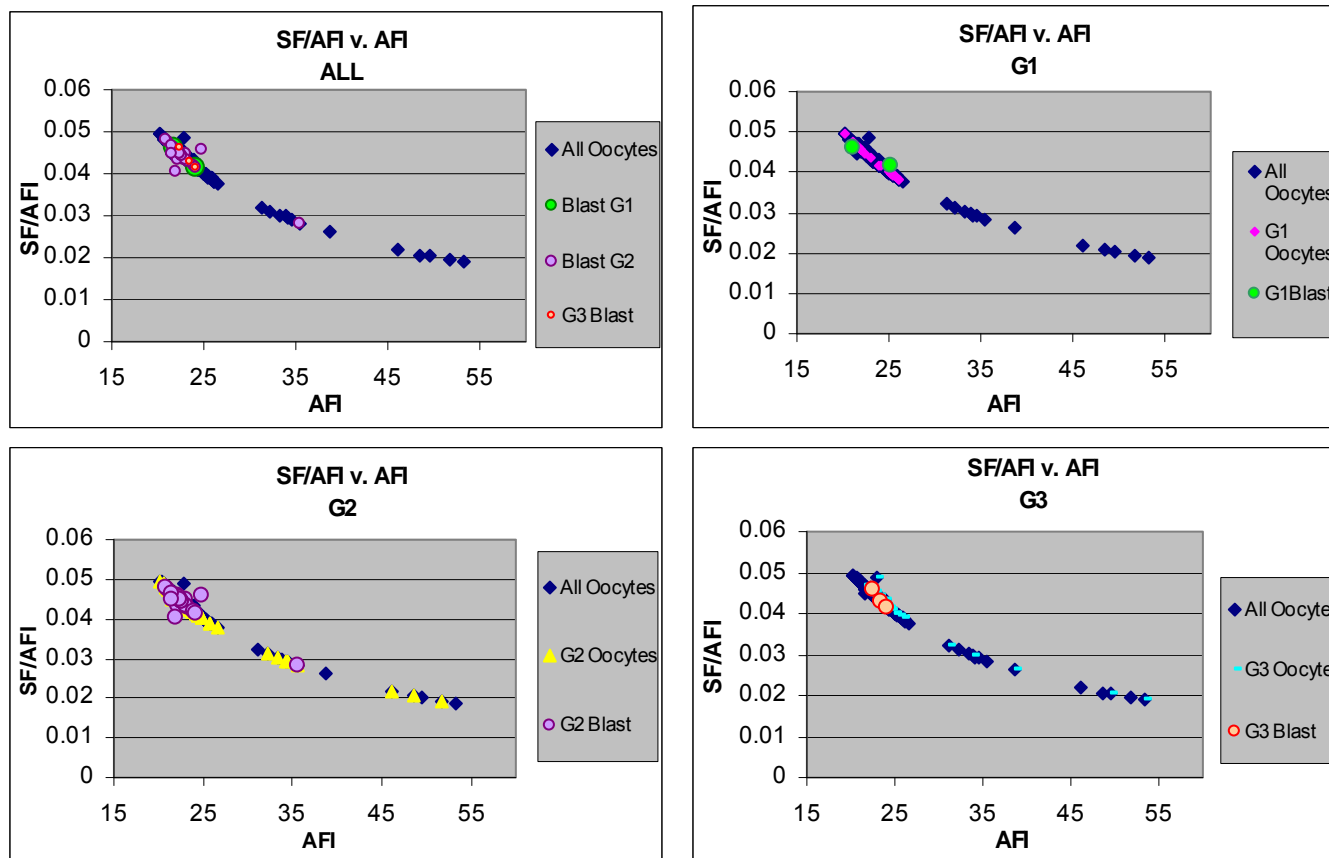 SF/AFI v. AFI
ALL
0.06
0.05
0.04
0.03
0.02
0.01
0
15
25
35
45
55
SF/AFI
AFI
All Oocytes
Blast G1
Blast G2
G3 Blast
SF/AFI v. AFI
G1
0.06
0.05
0.04
0.03
0.02
0.01
0
15
25
35
45
55
SF/AFI
AFI
All
Oocytes
G1
Oocytes
G1Blast
SF/AFI v. AFI
G2
0.06
0.05
0.04
0.03
0.02
0.01
0
15
25
35
45
55
SF/AFI
AFI
All Oocytes
G2 Oocytes
G2 Blast
SF/AFI v. AFI
G3
0.06
0.05
0.04
0.03
0.02
0.01
0
15
25
35
45
55
SF/AFI
AFI
All Oocyte
G3 Oocyte
G3 Blast